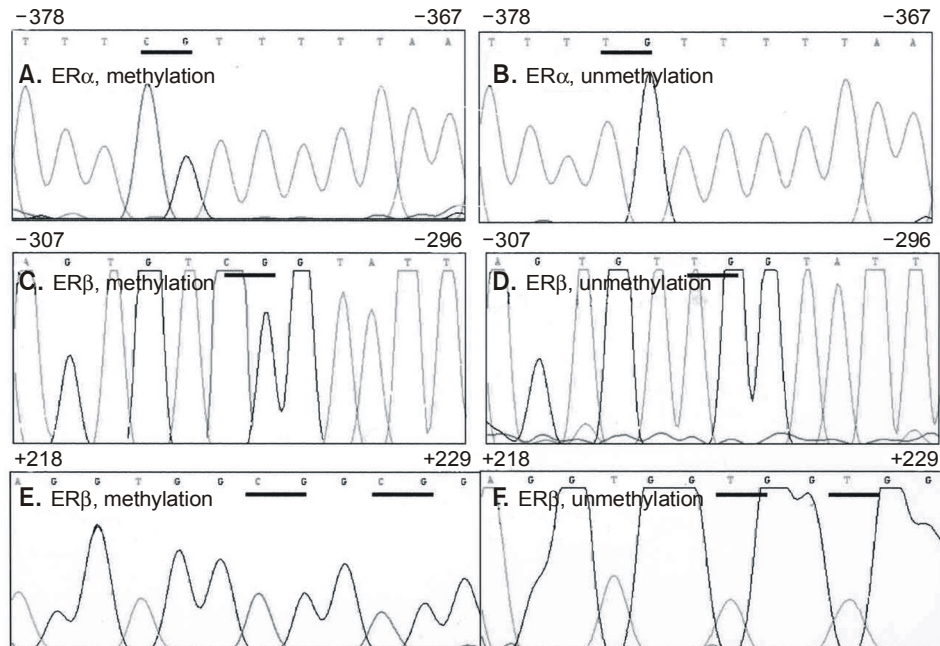 −378 −367
T T T C G T T T T T A A
A. ERα, methylation
−378 −367
T T T T G T T T T T A A
B. ERα, unmethylation
−307 −296
A G T G T C G G T A T T
C. ERβ, methylation
−307 −296
A G T G T T G G T A T T
D. ERβ, unmethylation
+218 +229
A G G T G G C G G C G G
E. ERβ, methylation
+218 +229
A G G T G G T G G T G G
F. ERβ, unmethylation